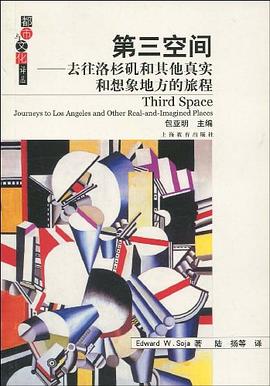 都市与文化译丛
第三空间
——去往洛杉矶和其他真实
和想象地方的旅程
Third Space
Journeys to Los Angeles and Other Real-and-Imagined Places
包亚明 主编
上海教育出版社
Edward W. Soja 著 陆 扬等 译